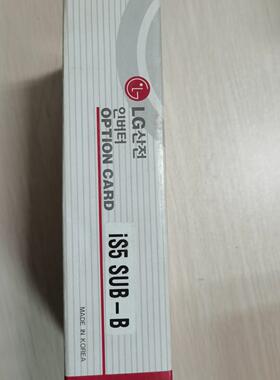 LG산전
인버터
OPTION CARD
iS5 SUB-B
MADE IN KOREA